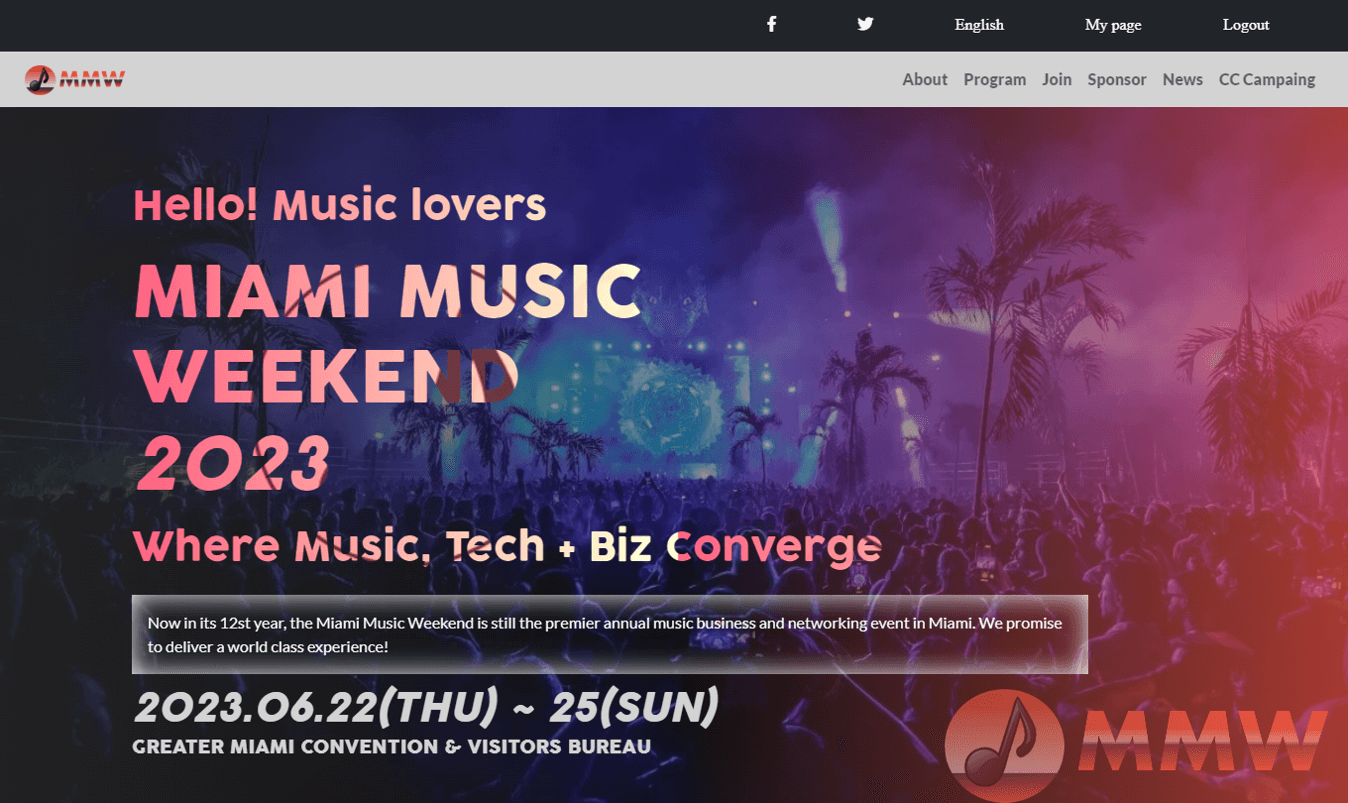 English My page Logout
MMW
About Program Join Sponsor News CC Campaing
Hello! Music lovers
MIAMI MUSIC
WEEKEND
2023
Where Music, Tech + Biz Converge
Now in its 12st year, the Miami Music Weekend is still the premier annual music business and networking event in Miami. We promise
to deliver a world class experience!
2023.06.22(THU) ~ 25(SUN)
GREATER MIAMI CONVENTION & VISITORS BUREAU
MMW